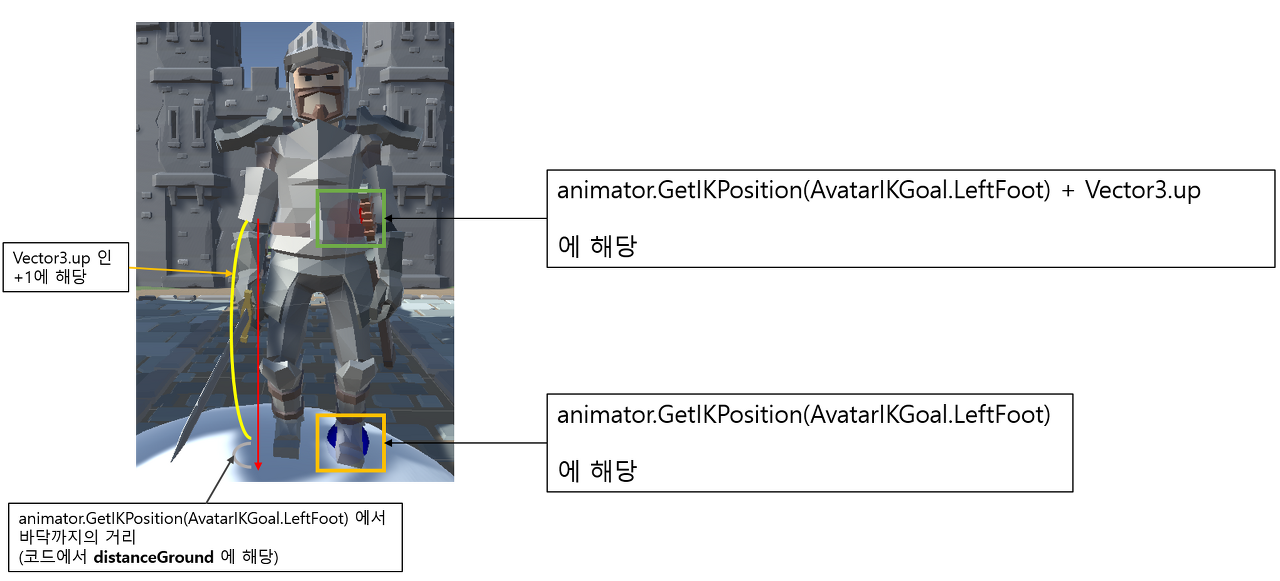 animator.GetIKPosition(AvatarIKGoal.LeftFoot) + Vector3.up
에 해당
Vector3.up 인
+1에 해당
animator.GetIKPosition(AvatarIKGoal.LeftFoot)
에 해당
animator.GetIKPosition(AvatarIKGoal.LeftFoot) 에서
바닥까지의 거리
(코드에서 distanceGround 에 해당)